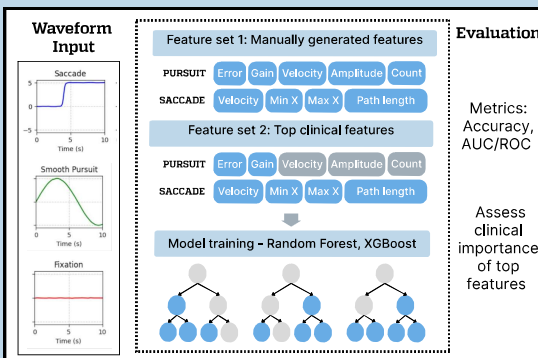 Waveform
Input
Saccade
5
0
−5
0 5 10
Time (s)
Smooth Pursuit
0 5 10
Time (s)
Fixation
0 5 10
Time (s)
Feature set 1: Manually generated features
PURSUIT Error Gain Velocity Amplitude Count
SACCADE Velocity Min X Max X Path length
Feature set 2: Top clinical features
PURSUIT Error Gain Velocity Amplitude Count
SACCADE Velocity Min X Max X Path length
Model training – Random Forest, XGBoost
Evaluation
Metrics:
Accuracy,
AUC/ROC
Assess
clinical
importance
of top
features